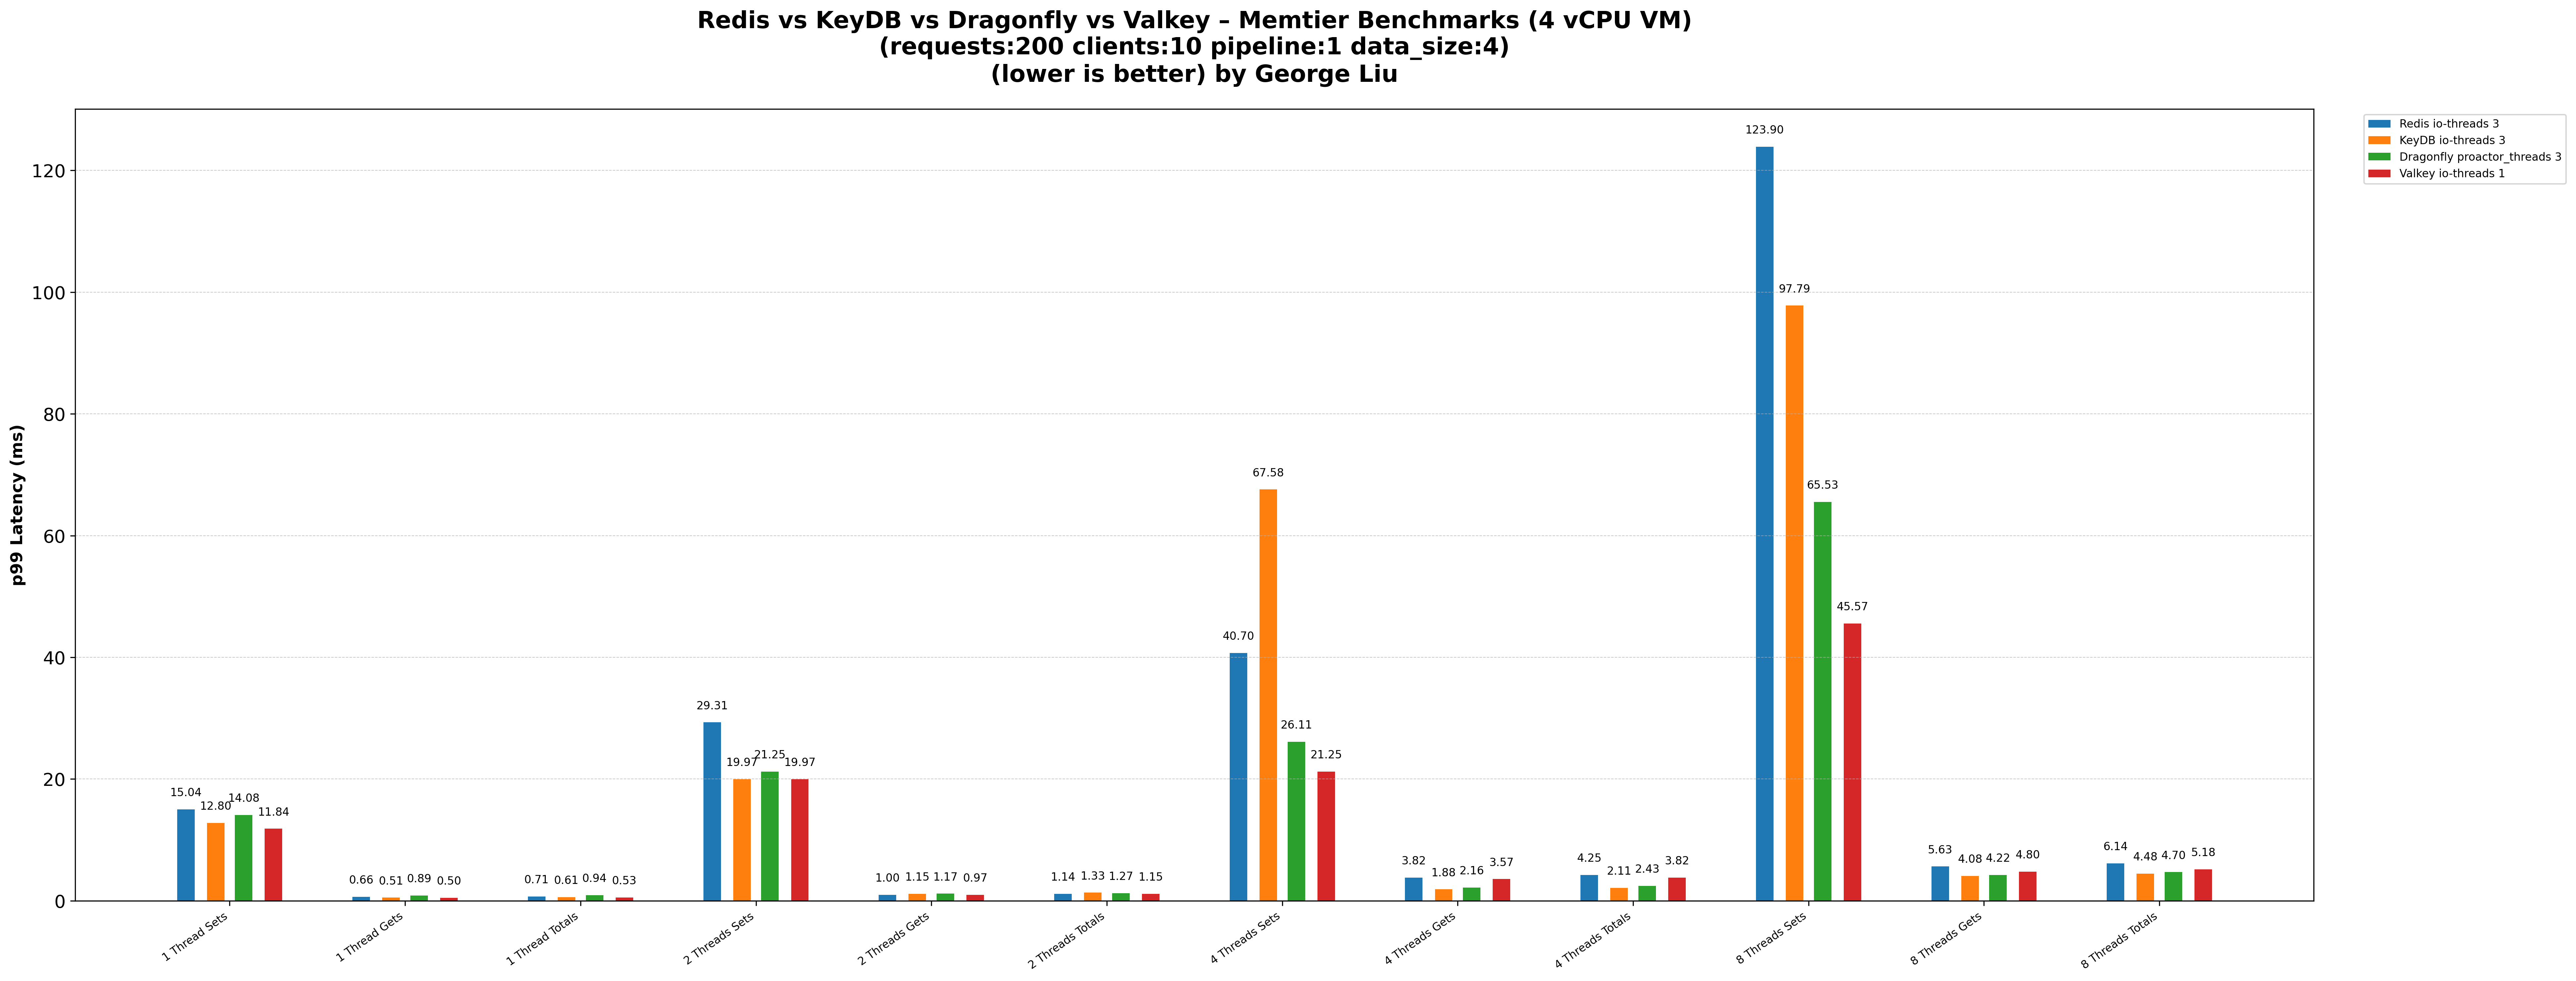 Redis vs KeyDB vs Dragonfly vs Valkey – Memtier Benchmarks (4 vCPU VM)
(requests:200 clients:10 pipeline:1 data_size:4)
(lower is better) by George Liu
Redis io-threads 3
KeyDB io-threads 3
Dragonfly proactor_threads 3
Valkey io-threads 1
p99 Latency (ms)
120
100
80
60
40
20
0
15.04 12.80 14.08 11.84
0.66 0.51 0.89 0.50
0.71 0.61 0.94 0.53
29.31 19.97 21.25 19.97
1.00 1.15 1.17 0.97
1.14 1.33 1.27 1.15
40.70 67.58 26.11 21.25
3.82 1.88 2.16 3.57
4.25 2.11 2.43 3.82
123.90 97.79 65.53 45.57
5.63 4.08 4.22 4.80
6.14 4.48 4.70 5.18
1 Thread Sets
1 Thread Gets
1 Thread Totals
2 Threads Sets
2 Threads Gets
2 Threads Totals
4 Threads Sets
4 Threads Gets
4 Threads Totals
8 Threads Sets
8 Threads Gets
8 Threads Totals